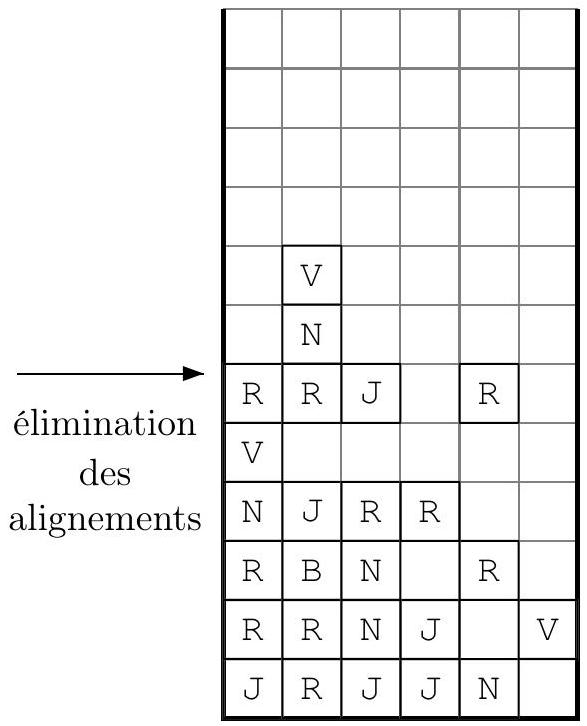 V
N
R R J R
élimination
V
des
N J R R
alignements
R B N R
R R N J V
J R J J N